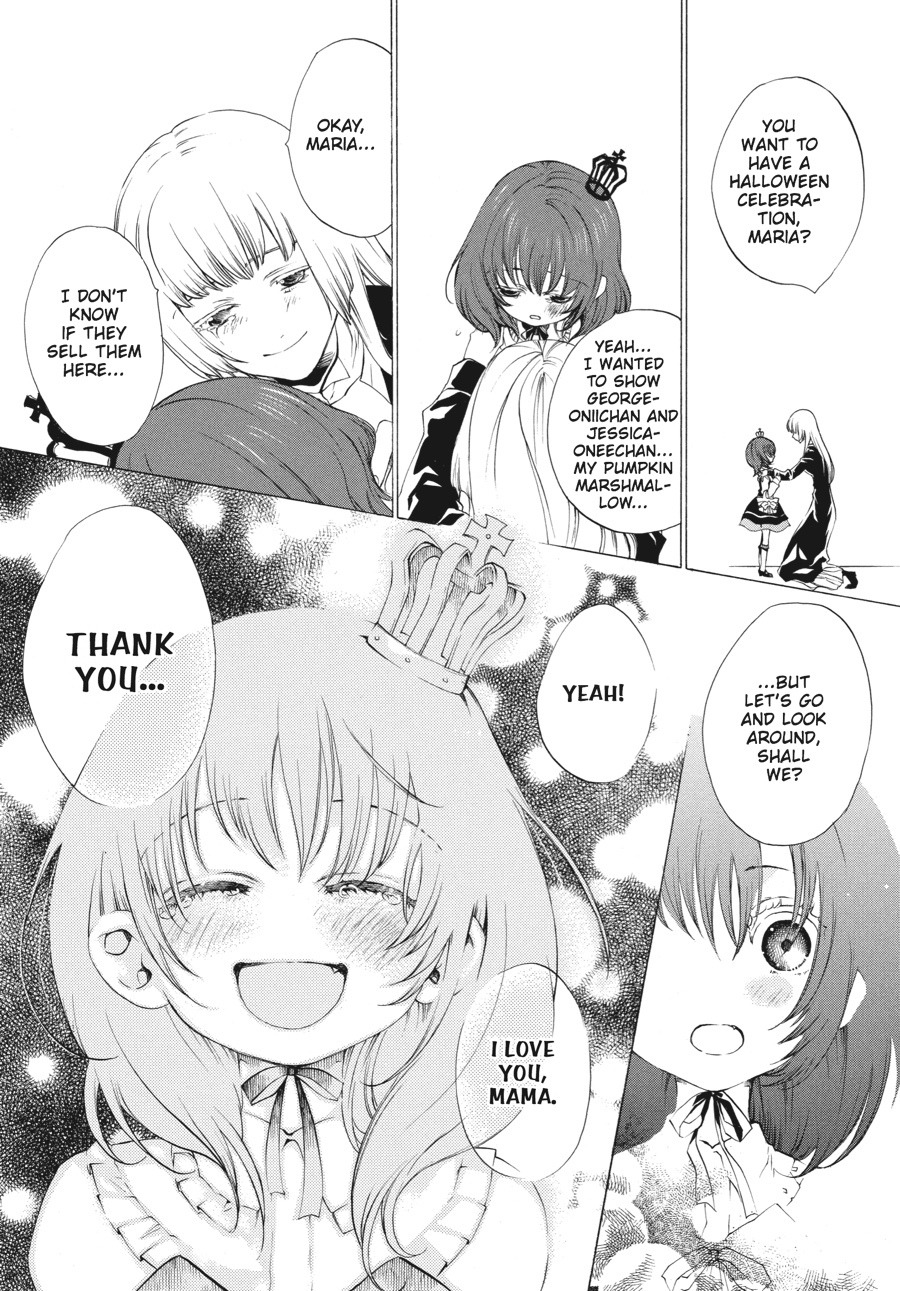 YOU
WANT TO
HAVE A
HALLOWEEN
CELEBRA-
TION,
MARIA?
YEAH...
I WANTED
TO SHOW
GEORGE-
ONIICHAN AND
JESSICA-
ONEECHAN...
MY PUMPKIN
MARSHMAL-
LOW...
OKAY,
MARIA...
I DON'T
KNOW
IF THEY
SELL THEM
HERE...
...BUT
LET'S GO
AND LOOK
AROUND,
SHALL
WE?
YEAH!
THANK
YOU...
I LOVE
YOU,
MAMA.